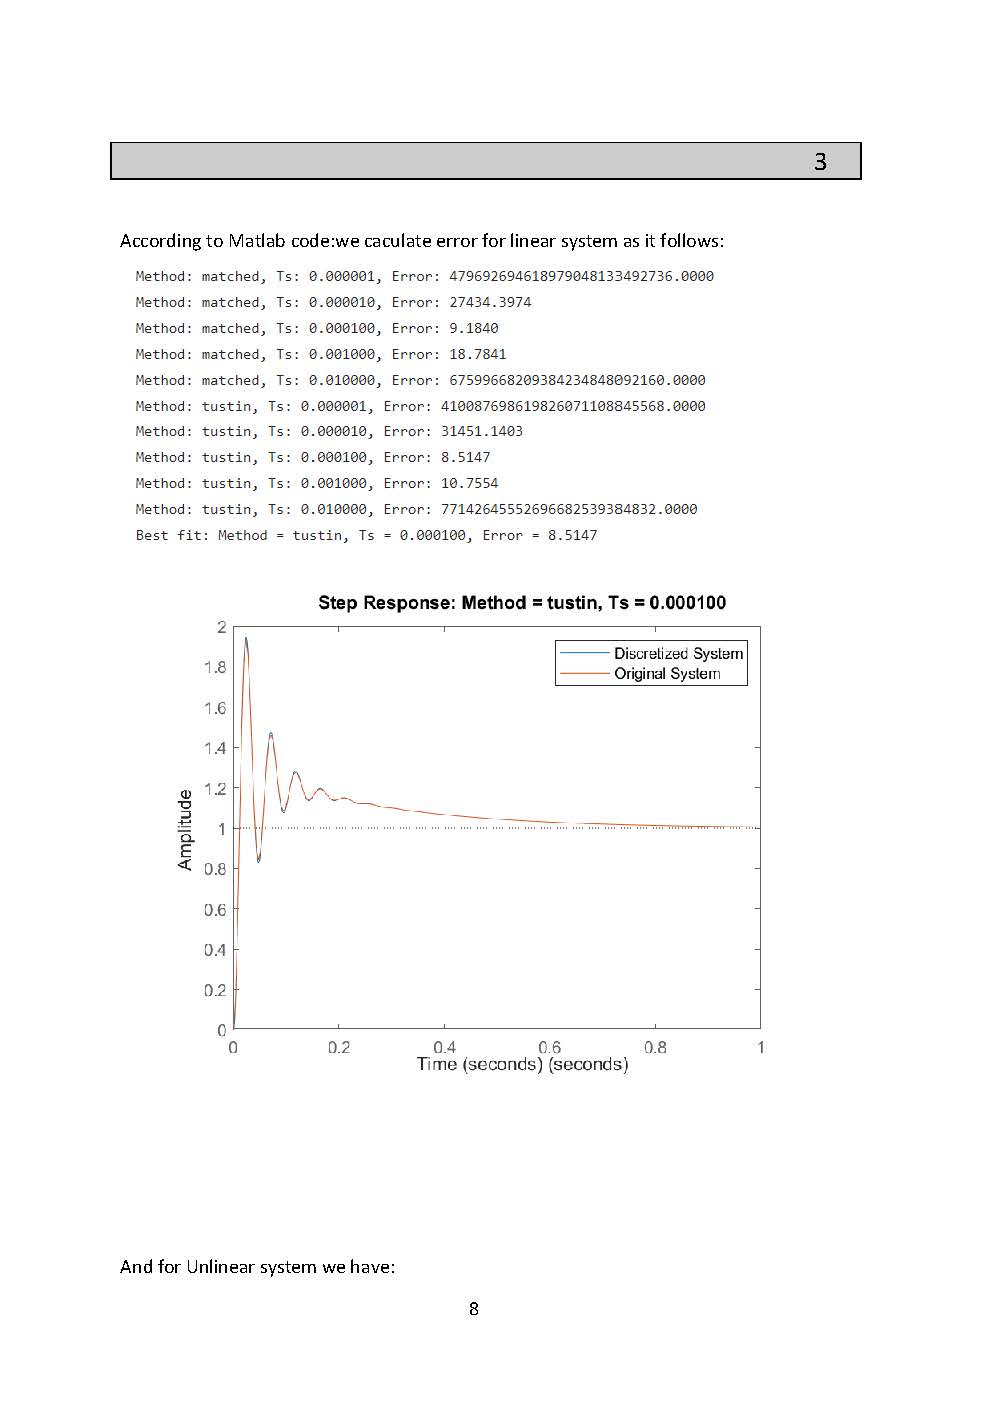 3
According to Matlab code:we caculate error for linear system as it follows:
Method: matched, Ts: 0.000001, Error: 479692694618979048133492736.0000
Method: matched, Ts: 0.000010, Error: 27434.3974
Method: matched, Ts: 0.000100, Error: 9.1840
Method: matched, Ts: 0.001000, Error: 18.7841
Method: matched, Ts: 0.010000, Error: 67599668209384234848092160.0000
Method: tustin, Ts: 0.000001, Error: 410087698619826071108845568.0000
Method: tustin, Ts: 0.000010, Error: 31451.1403
Method: tustin, Ts: 0.000100, Error: 8.5147
Method: tustin, Ts: 0.001000, Error: 10.7554
Method: tustin, Ts: 0.010000, Error: 77142645552696682539384832.0000
Best fit: Method = tustin, Ts = 0.000100, Error = 8.5147
Step Response: Method = tustin, Ts = 0.000100
2
1.8
1.6
1.4
1.2
1
0.8
0.6
0.4
0.2
0
Amplitude
Discretized System
Original System
0 0.2 0.4 0.6 0.8 1
Time (seconds) (seconds)
And for Unlinear system we have:
8